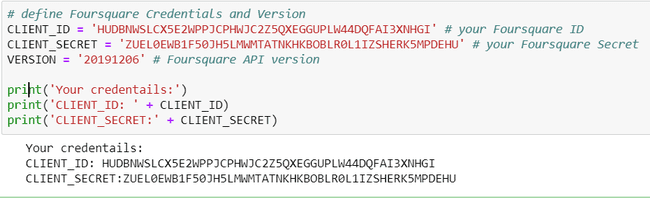 # define Foursquare Credentials and Version
CLIENT_ID = 'HUDBNWSLCX5E2WPPJCPHWJC2Z5QXEGGUPLW44DQFAI3XNHGI' # your Foursquare ID
CLIENT_SECRET = 'ZUEL0EWB1F50JH5LMWMTATNKHKBOBLR0L1IZSHERK5MPDEHU' # your Foursquare Secret
VERSION = '20191206' # Foursquare API version
print('Your credentails:')
print('CLIENT_ID: ' + CLIENT_ID)
print('CLIENT_SECRET:' + CLIENT_SECRET)
Your credentails:
CLIENT_ID: HUDBNWSLCX5E2WPPJCPHWJC2Z5QXEGGUPLW44DQFAI3XNHGI
CLIENT_SECRET:ZUEL0EWB1F50JH5LMWMTATNKHKBOBLR0L1IZSHERK5MPDEHU